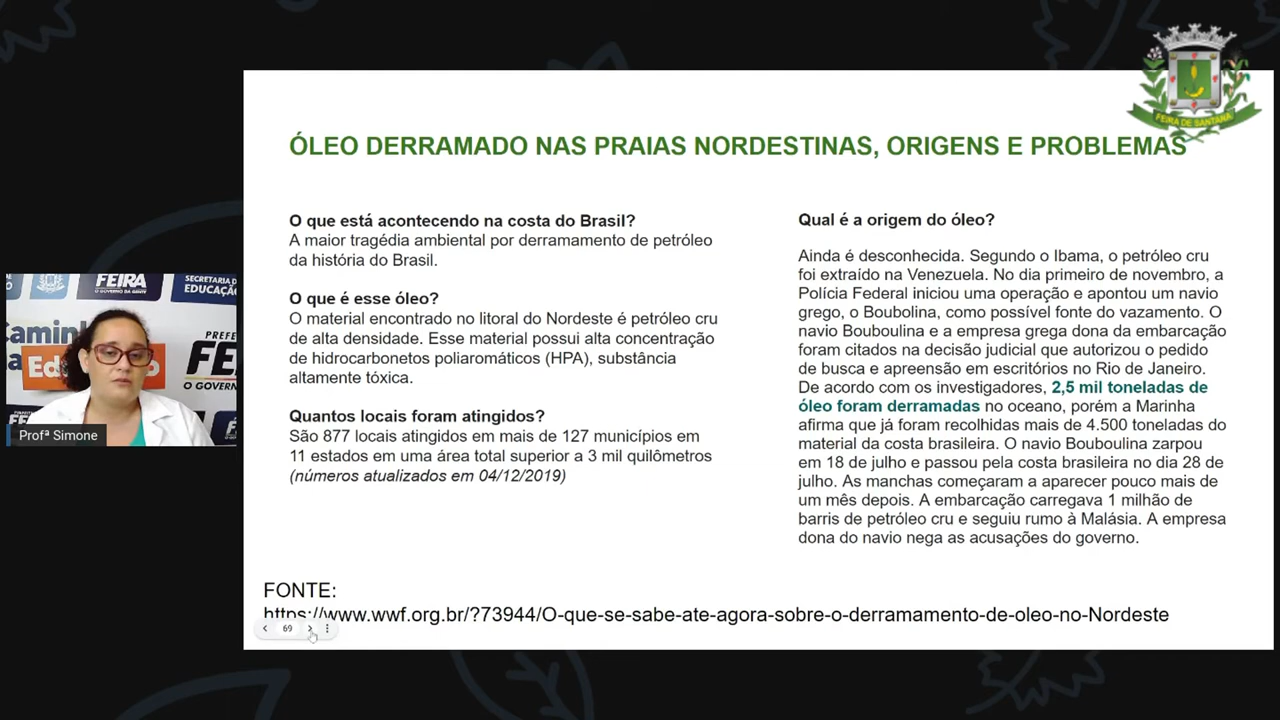 FEIRA DE SANTANA
ÓLEO DERRAMADO NAS PRAIAS NORDESTINAS, ORIGENS E PROBLEMAS
O que está acontecendo na costa do Brasil?
A maior tragédia ambiental por derramamento de petróleo
da história do Brasil.
O que é esse óleo?
O material encontrado no litoral do Nordeste é petróleo cru
de alta densidade. Esse material possui alta concentração
de hidrocarbonetos poliaromáticos (HPA), substância
altamente tóxica.
Quantos locais foram atingidos?
São 877 locais atingidos em mais de 127 municípios em
11 estados em uma área total superior a 3 mil quilômetros
(números atualizados em 04/12/2019)
Qual é a origem do óleo?
Ainda é desconhecida. Segundo o Ibama, o petróleo cru
foi extraído na Venezuela. No dia primeiro de novembro, a
Polícia Federal iniciou uma operação e apontou um navio
grego, o Boubolina, como possível fonte do vazamento. O
navio Bouboulina e a empresa grega dona da embarcação
foram citados na decisão judicial que autorizou o pedido
de busca e apreensão em escritórios no Rio de Janeiro.
De acordo com os investigadores, 2,5 mil toneladas de
óleo foram derramadas no oceano, porém a Marinha
afirma que já foram recolhidas mais de 4.500 toneladas do
material da costa brasileira. O navio Bouboulina zarpou
em 18 de julho e passou pela costa brasileira no dia 28 de
julho. As manchas começaram a aparecer pouco mais de
um mês depois. A embarcação carregava 1 milhão de
barris de petróleo cru e seguiu rumo à Malásia. A empresa
dona do navio nega as acusações do governo.
FONTE:
https://www.wwf.org.br/?73944/O-que-se-sabe-ate-agora-sobre-o-derramamento-de-oleo-no-Nordeste
69
FEIRA
O GOVERNO DA GENTE
SECRETARIA
EDUCAÇÃO
PREFE
FE
O GOVERN
Profª Simone